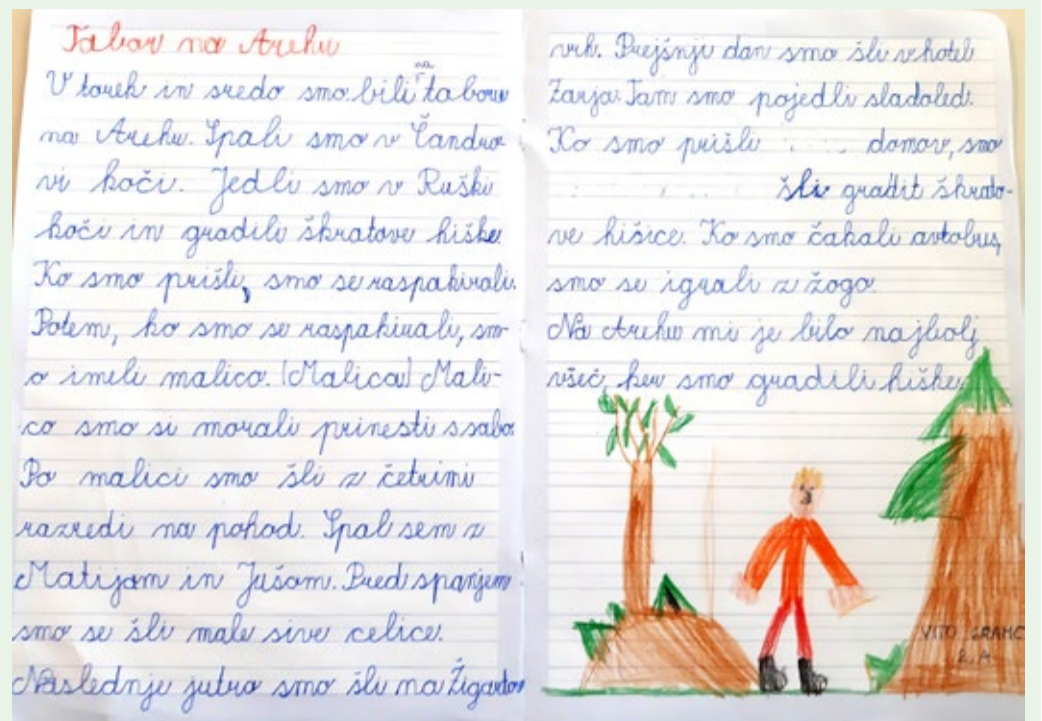 Tabor na Arehu
V torek in sredo smo bili na taboru
na Arehu. Spali smo v Čandro
vi koči. Jedli smo v Ruški
koči in gradili škratove hiške.
Ko smo prišli, smo se raspakirali.
Potem, ko smo se raspakirali, sm-
o imeli malico. (Malica) Mali-
co smo si morali prinesti s sabo.
Po malici smo šli z četrimi
razredi na pohod. Spal sem z
Matijam in Jušam. Pred spanjem
smo se šli male sive celice.
Naslednje jutro smo šli na Žigartov
vrh. Prejšnji dan smo šli v hotel
Zarja. Tam smo pojedli sladoled.
Ko smo prišli domov, smo
šli gradit škrato-
ve hišice. Ko smo čakali avtobus,
smo se igrali z žogo.
Na Arehu mi je bilo najbolj
všeč, ker smo gradili hiške.
VITO
2. A